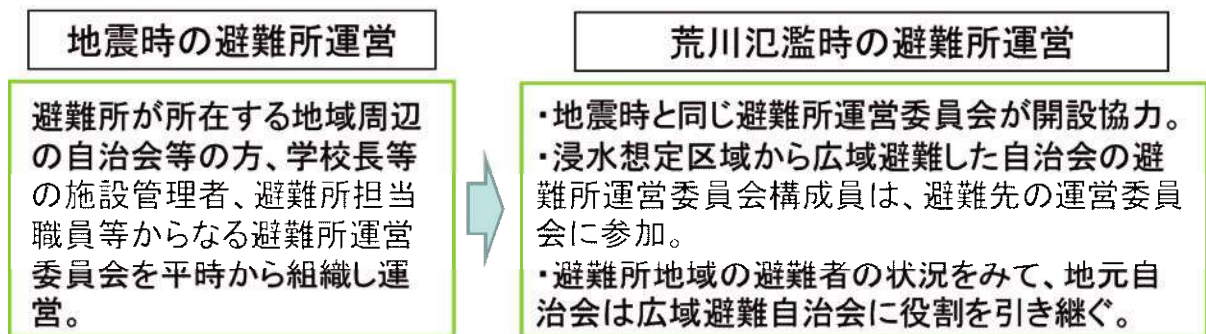 地震時の避難所運営
避難所が所在する地域周辺
の自治会等の方、学校長等
の施設管理者、避難所担当
職員等からなる避難所運営
委員会を平時から組織し運
営。
荒川氾濫時の避難所運営
・地震時と同じ避難所運営委員会が開設協力。
・浸水想定区域から広域避難した自治会の避
難所運営委員会構成員は、避難先の運営委員
会に参加。
・避難所地域の避難者の状況をみて、地元自
治会は広域避難自治会に役割を引き継ぐ。